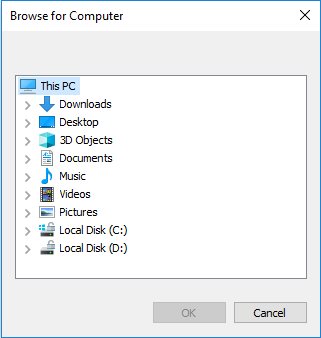 Browse for Computer
This PC
Downloads
Desktop
3D Objects
Documents
Music
Videos
Pictures
Local Disk (C:)
Local Disk (D:)
OK
Cancel